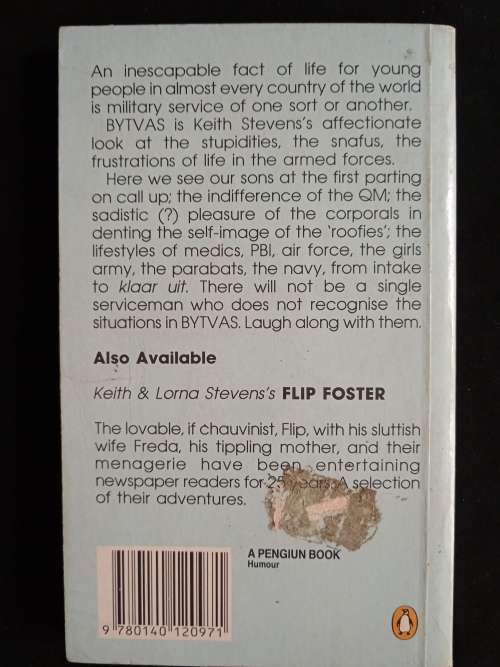 An inescapable fact of life for young
people in almost every country of the world
is military service of one sort or another.
BYTVAS is Keith Stevens's affectionate
look at the stupidities, the snafus, the
frustrations of life in the armed forces.
Here we see our sons at the first parting
on call up; the indifference of the QM; the
sadistic (?) pleasure of the corporals in
denting the self-image of the 'roofies'; the
lifestyles of medics, PBI, air force, the girls
army, the parabats, the navy, from intake
to klaar uit. There will not be a single
serviceman who does not recognise the
situations in BYTVAS. Laugh along with them.
Also Available
Keith & Lorna Stevens's FLIP FOSTER
The lovable, if chauvinist, Flip, with his sluttish
wife Freda, his tippling mother, and their
menagerie have been entertaining
newspaper readers for 25 years. A selection
of their adventures.
A PENGIUN BOOK
Humour
9 780140 120971